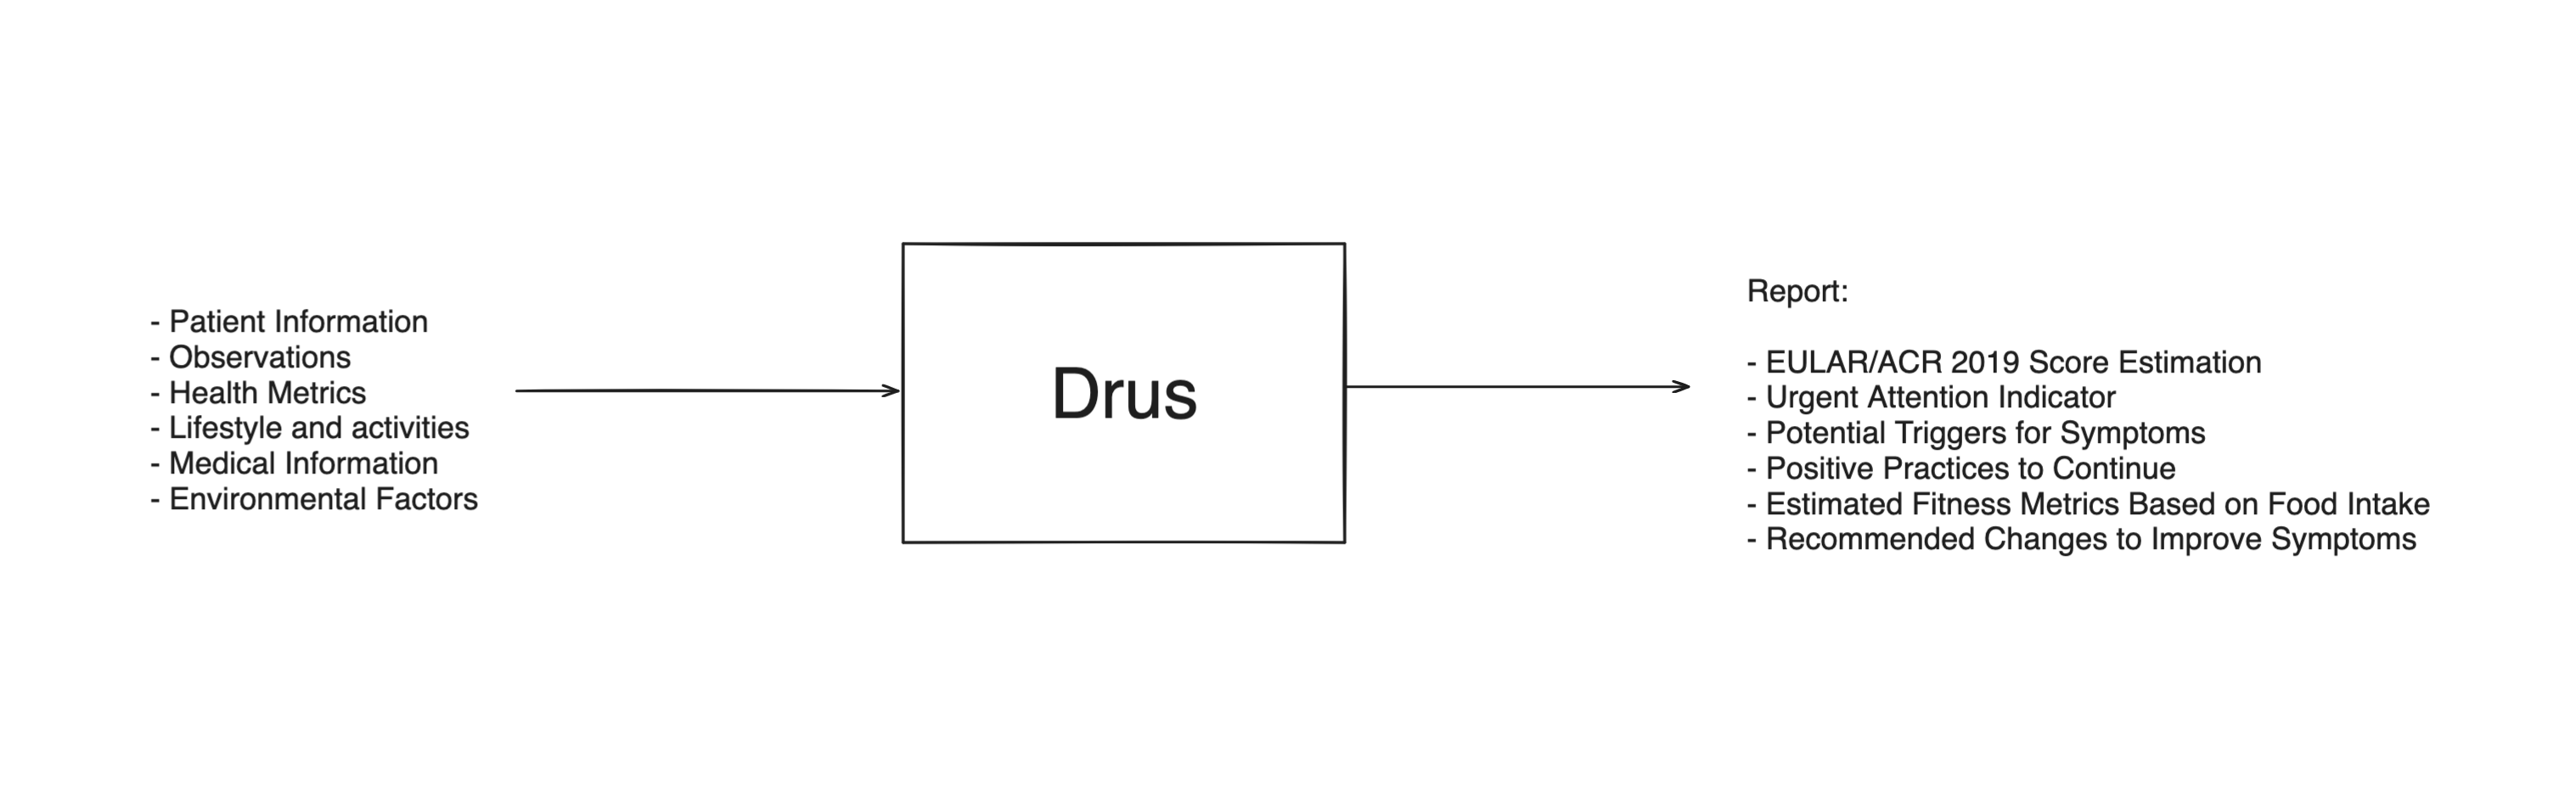 - Patient Information
- Observations
- Health Metrics
- Lifestyle and activities
- Medical Information
- Environmental Factors
Drus
Report:
- EULAR/ACR 2019 Score Estimation
- Urgent Attention Indicator
- Potential Triggers for Symptoms
- Positive Practices to Continue
- Estimated Fitness Metrics Based on Food Intake
- Recommended Changes to Improve Symptoms